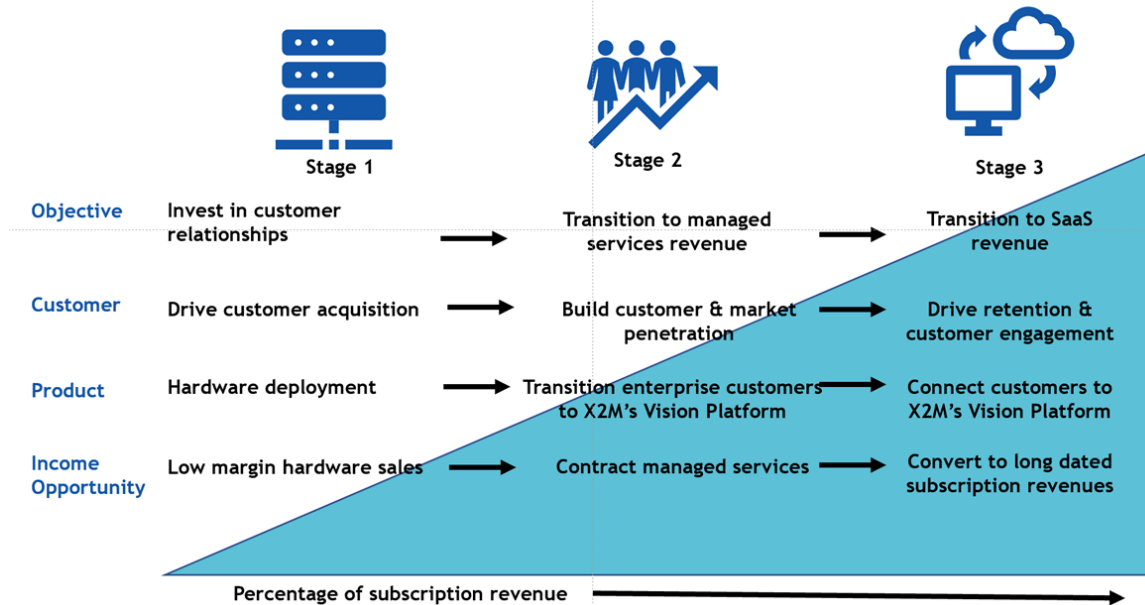 Stage 1
Stage 2
Stage 3
Objective
Invest in customer
relationships
Transition to managed
services revenue
Transition to SaaS
revenue
Customer
Drive customer acquisition
Build customer & market
penetration
Drive retention &
customer engagement
Product
Hardware deployment
Transition enterprise customers
to X2M's Vision Platform
Connect customers to
X2M's Vision Platform
Income
Opportunity
Low margin hardware sales
Contract managed services
Convert to long dated
subscription revenues
Percentage of subscription revenue